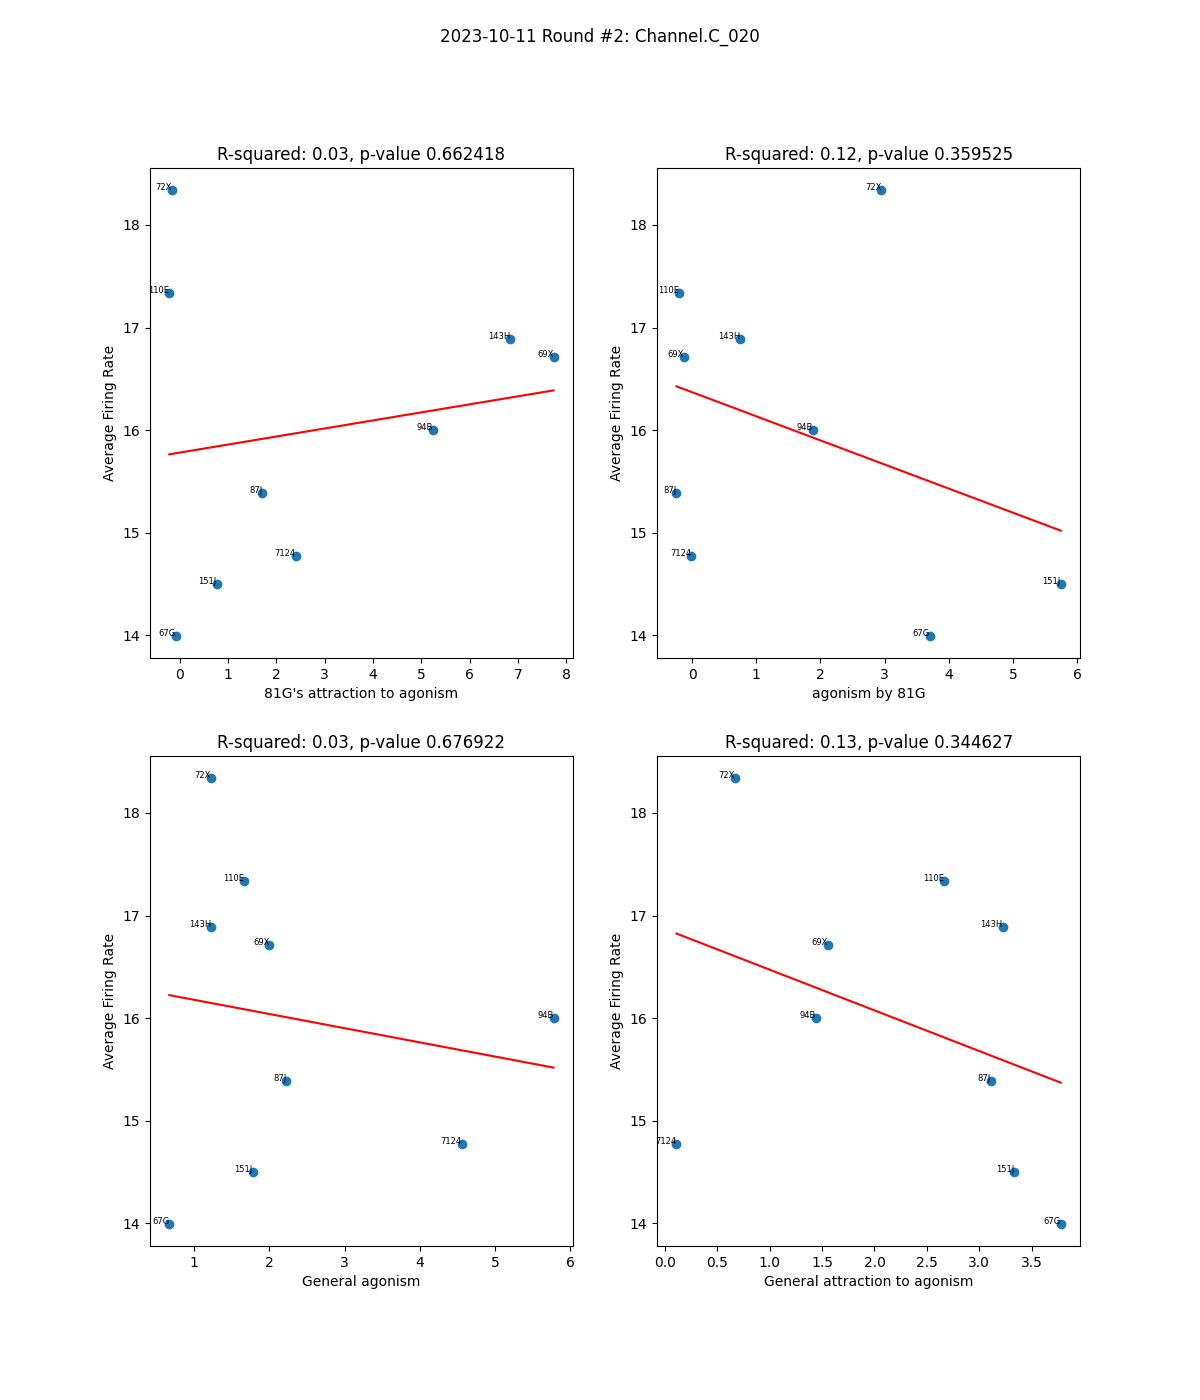 2023-10-11 Round #2: Channel.C_020
R-squared: 0.03, p-value 0.662418
72X
110E
143H
69X
94B
87J
7124
151J
67G
18
17
16
15
14
Average Firing Rate
0 1 2 3 4 5 6 7 8
81G's attraction to agonism
R-squared: 0.12, p-value 0.359525
72X
110E
143H
69X
94B
87J
7124
151J
67G
18
17
16
15
14
Average Firing Rate
0 1 2 3 4 5 6
agonism by 81G
R-squared: 0.03, p-value 0.676922
72X
110E
143H
69X
94B
87J
7124
151J
67G
18
17
16
15
14
Average Firing Rate
1 2 3 4 5 6
General agonism
R-squared: 0.13, p-value 0.344627
72X
110E
143H
69X
94B
87J
7124
151J
67G
18
17
16
15
14
Average Firing Rate
0.0 0.5 1.0 1.5 2.0 2.5 3.0 3.5
General attraction to agonism